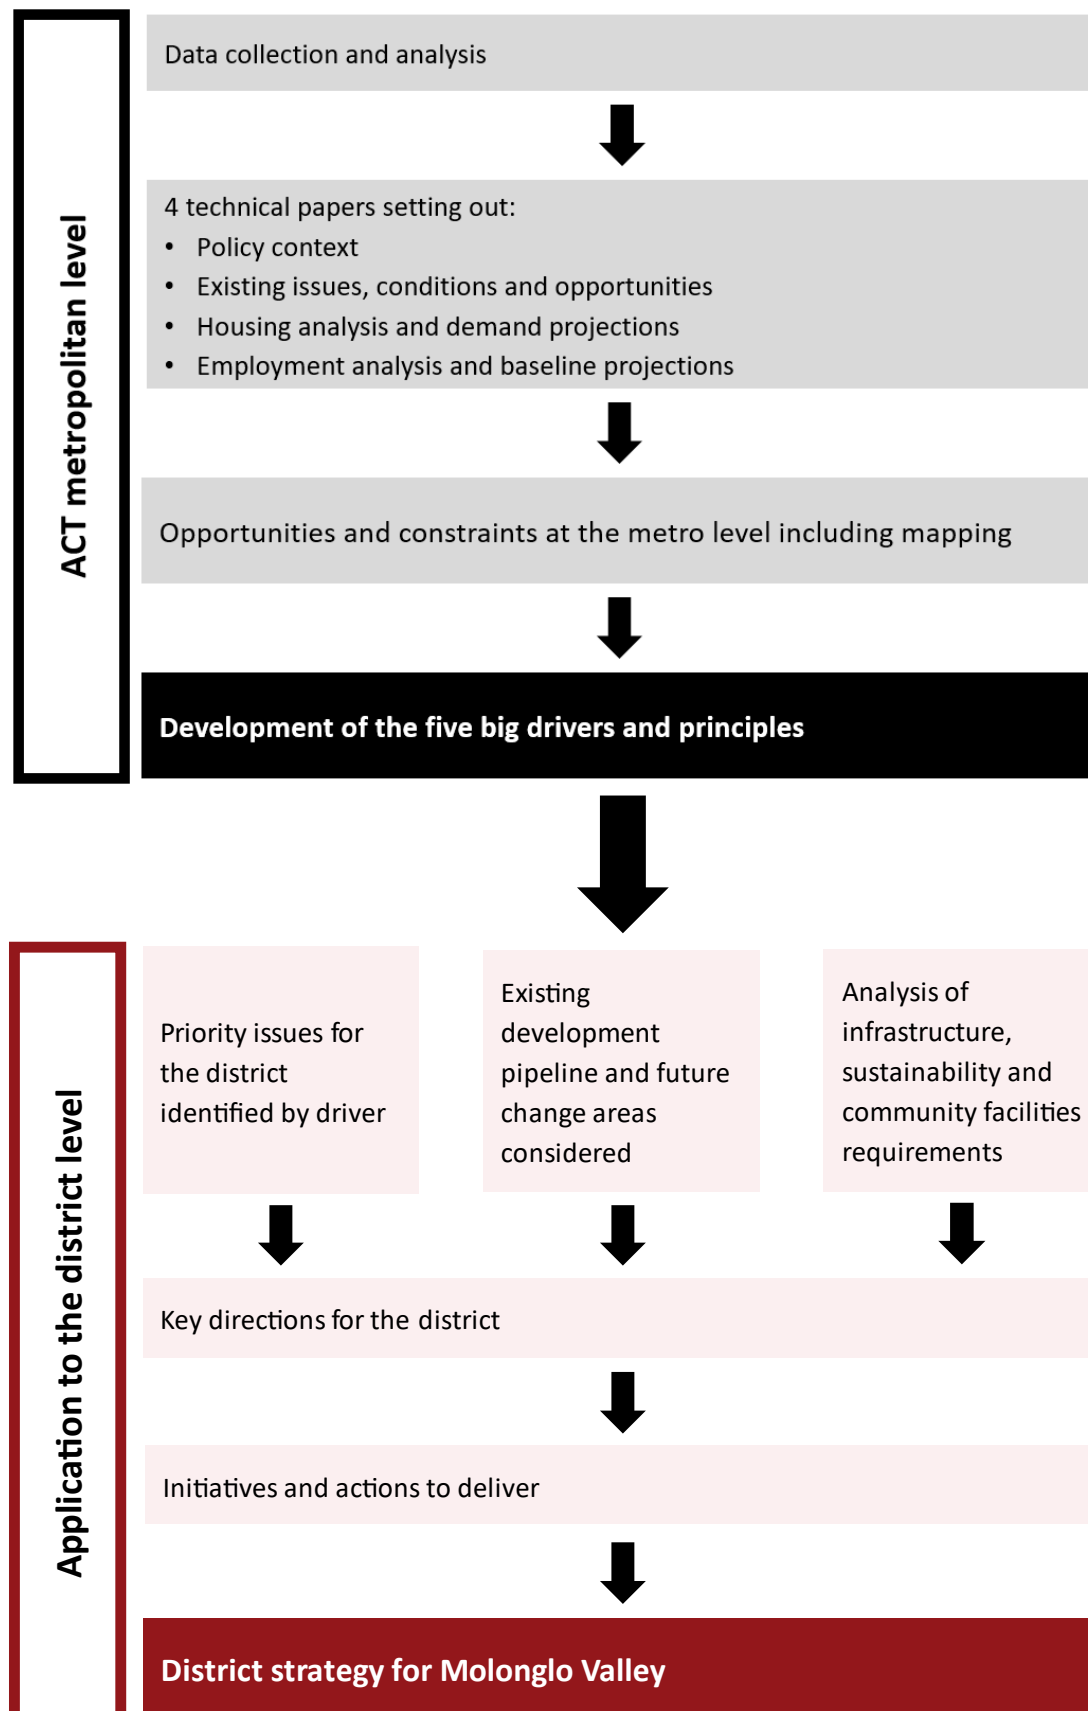 ACT metropolitan level
Data collection and analysis
4 technical papers setting out:
• Policy context
• Existing issues, conditions and opportunities
• Housing analysis and demand projections
• Employment analysis and baseline projections
Opportunities and constraints at the metro level including mapping
Development of the five big drivers and principles
Application to the district level
Priority issues for
the district
identified by driver
Existing
development
pipeline and future
change areas
considered
Analysis of
infrastructure,
sustainability and
community facilities
requirements
Key directions for the district
Initiatives and actions to deliver
District strategy for Molonglo Valley